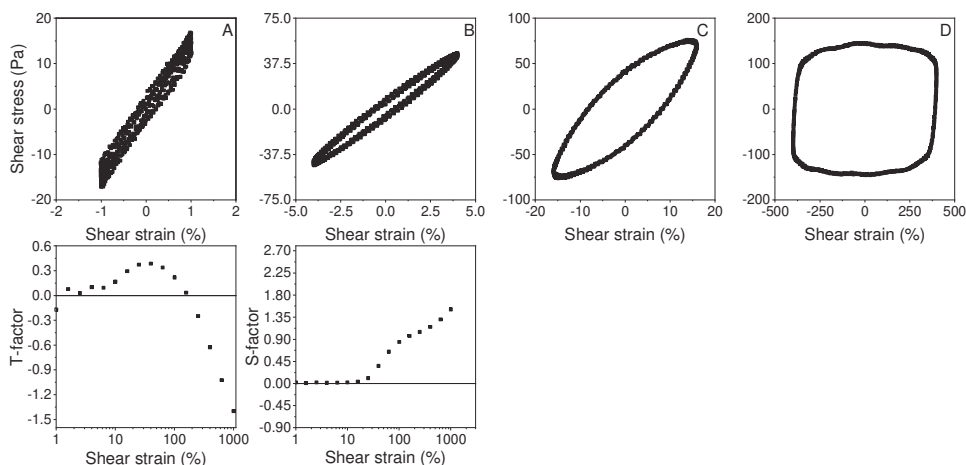 A
B
C
D
Shear stress (Pa)
20
10
0
-10
-20
-2 -1 0 1 2
Shear strain (%)
75.0
37.5
0.0
-37.5
-75.0
-5.0 -2.5 0.0 2.5 5.0
Shear strain (%)
100
50
0
-50
-100
-20 -10 0 10 20
Shear strain (%)
200
100
0
-100
-200
-500 -250 0 250 500
Shear strain (%)
T-factor
0.6
0.3
0.0
-0.3
-0.6
-0.9
-1.2
-1.5
1 10 100 1000
Shear strain (%)
S-factor
2.70
2.25
1.80
1.35
0.90
0.45
0.00
-0.45
-0.90
1 10 100 1000
Shear strain (%)